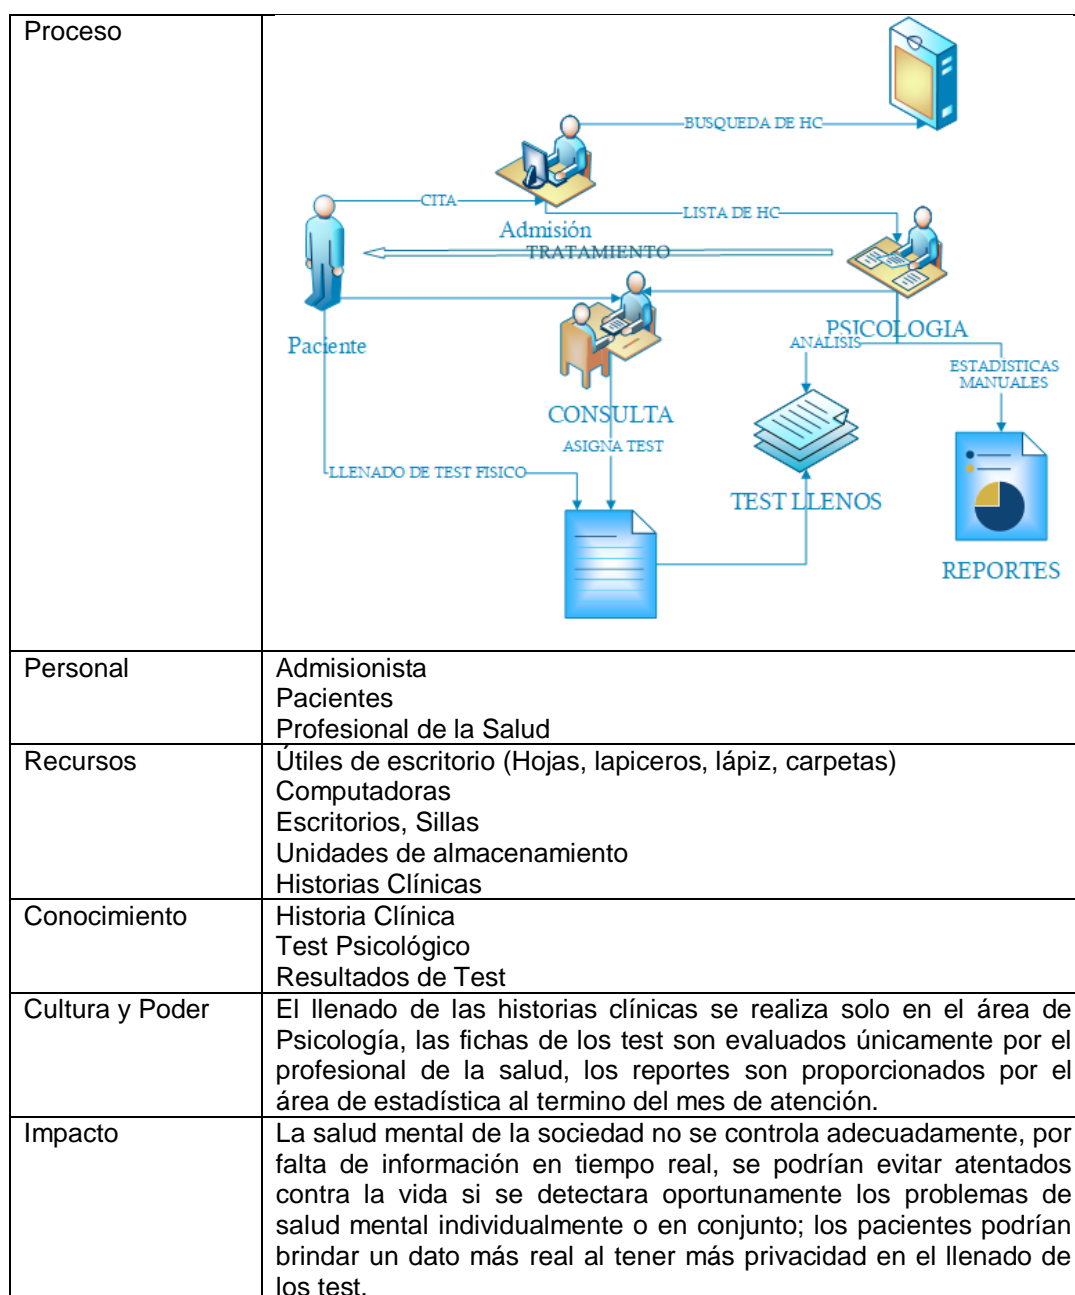 Proceso
BUSQUEDA DE HC
CITA
LISTA DE HC
Admisión
TRATAMIENTO
PSICOLOGIA
Paciente
ANÁLISIS
ESTADÍSTICAS
MANUALES
CONSULTA
ASIGNA TEST
LLENADO DE TEST FISICO
TEST LLENOS
REPORTES
Personal
Admisionista
Pacientes
Profesional de la Salud
Recursos
Útiles de escritorio (Hojas, lapiceros, lápiz, carpetas)
Computadoras
Escritorios, Sillas
Unidades de almacenamiento
Historias Clínicas
Conocimiento
Historia Clínica
Test Psicológico
Resultados de Test
Cultura y Poder
El llenado de las historias clínicas se realiza solo en el área de
Psicología, las fichas de los test son evaluados únicamente por el
profesional de la salud, los reportes son proporcionados por el
área de estadística al termino del mes de atención.
Impacto
La salud mental de la sociedad no se controla adecuadamente, por
falta de información en tiempo real, se podrían evitar atentados
contra la vida si se detectara oportunamente los problemas de
salud mental individualmente o en conjunto; los pacientes podrían
brindar un dato más real al tener más privacidad en el llenado de
los test.